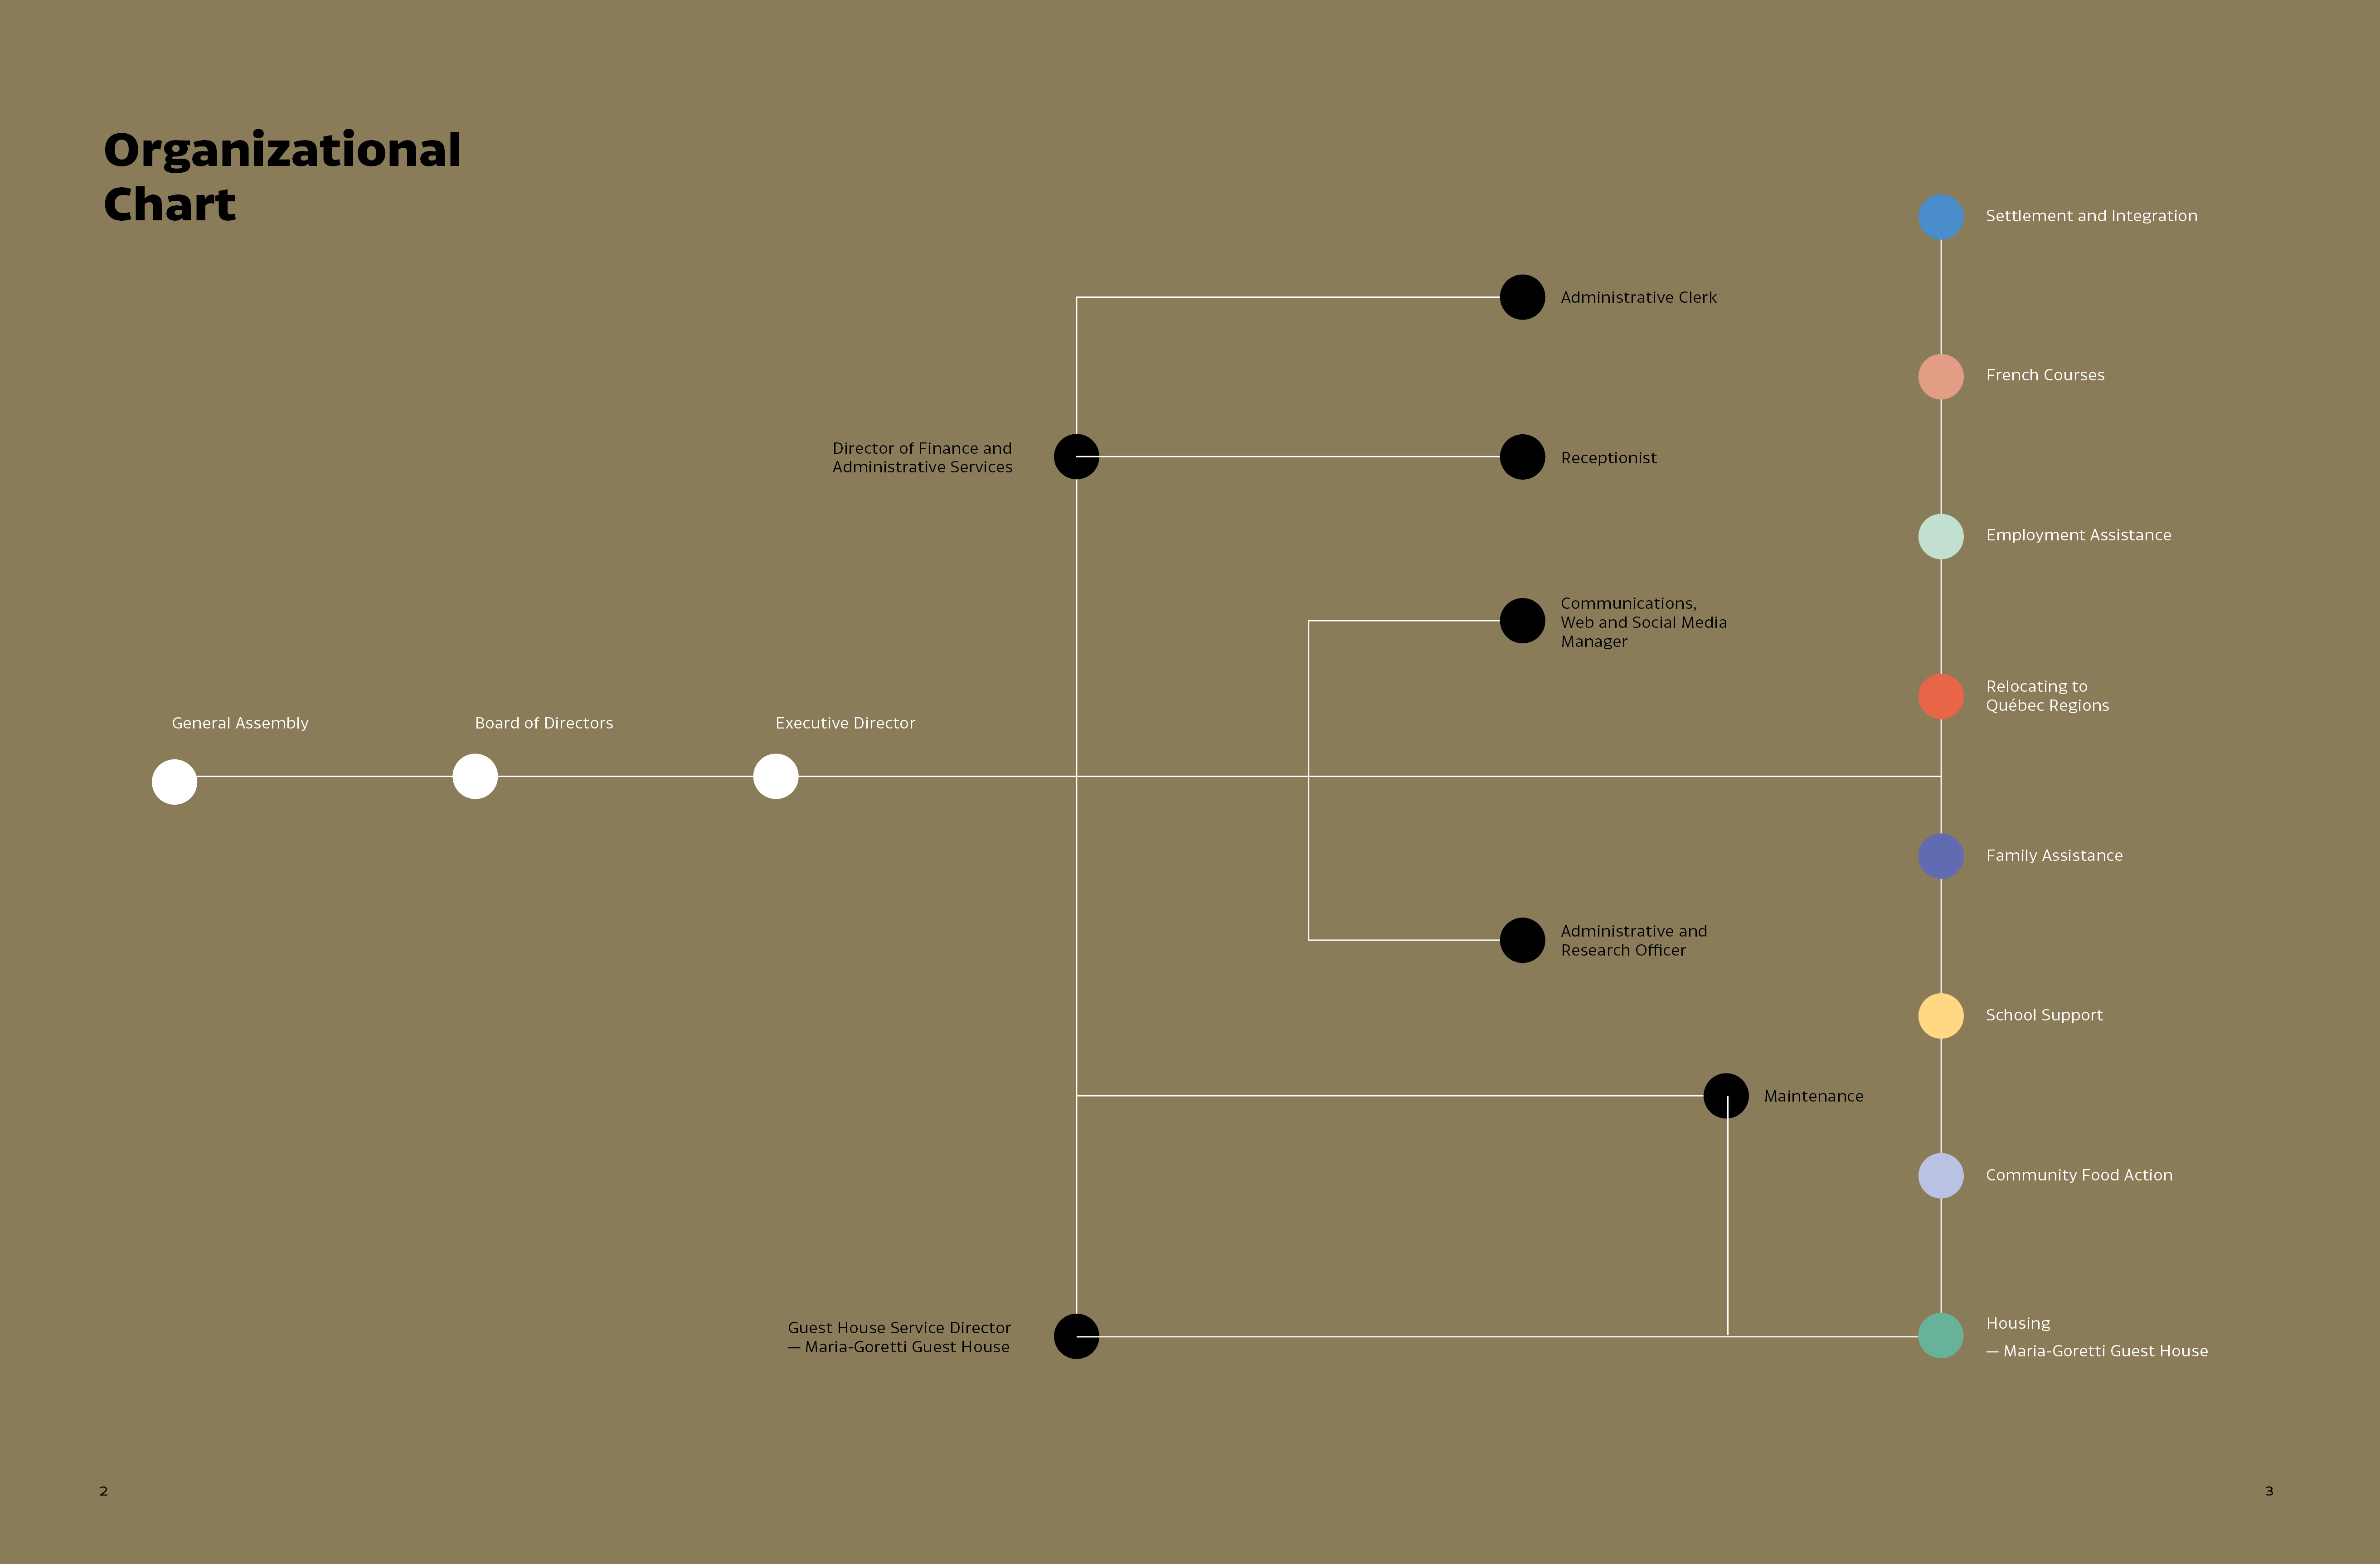 Organizational
Chart
Settlement and Integration
Administrative Clerk
French Courses
Director of Finance and
Administrative Services
Receptionist
Employment Assistance
Communications,
Web and Social Media
Manager
Relocating to
Québec Regions
General Assembly
Board of Directors
Executive Director
Family Assistance
Administrative and
Research Officer
School Support
Maintenance
Community Food Action
Guest House Service Director
— Maria-Goretti Guest House
Housing
— Maria-Goretti Guest House
2
3